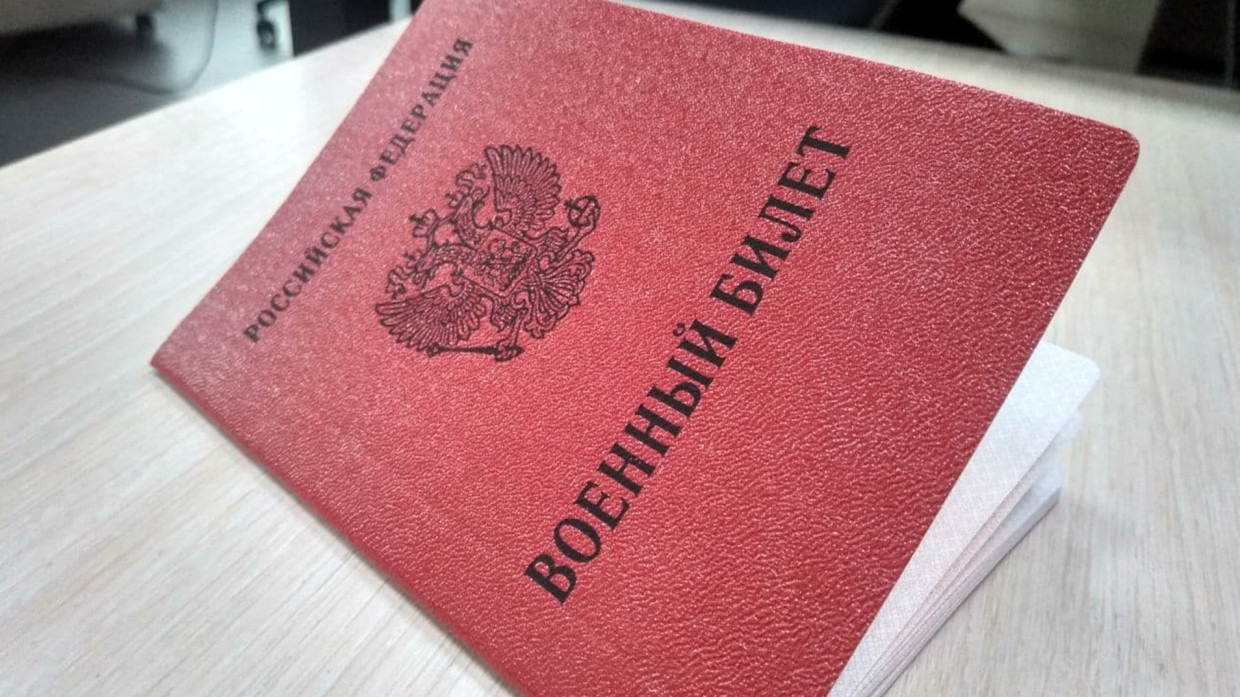 РОССИЙСКАЯ ФЕДЕРАЦИЯ
ВОЕННЫЙ БИЛЕТ